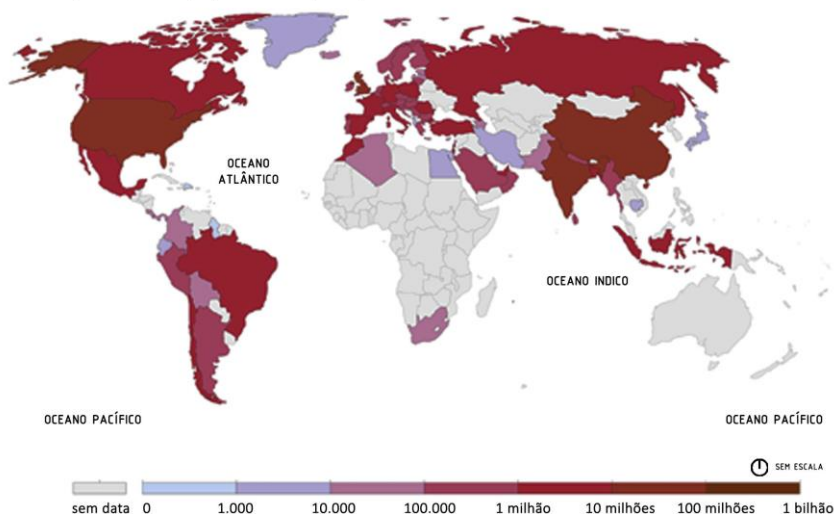 OCEANO
ATLÂNTICO
OCEANO INDICO
OCEANO PACÍFICO
OCEANO PACÍFICO
SEM ESCALA
sem data 0 1.000 10.000 100.000 1 milhão 10 milhões 100 milhões 1 bilhão